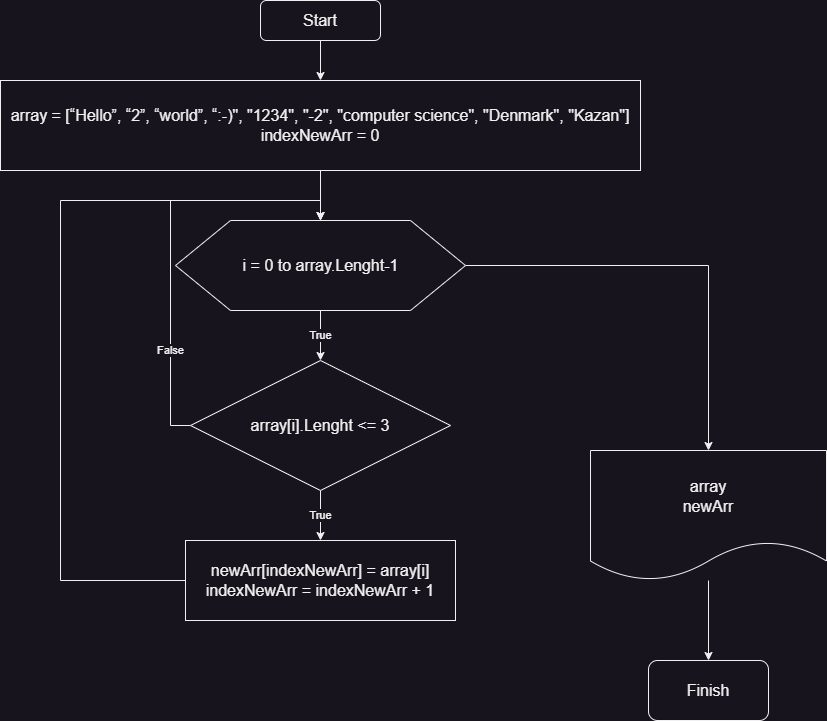 Start
array = [“Hello”, “2”, “world”, “:-)", "1234", "-2", "computer science", "Denmark", "Kazan"]
indexNewArr = 0
i = 0 to array.Lenght-1
True
False
array[i].Lenght <= 3
True
newArr[indexNewArr] = array[i]
indexNewArr = indexNewArr + 1
array
newArr
Finish